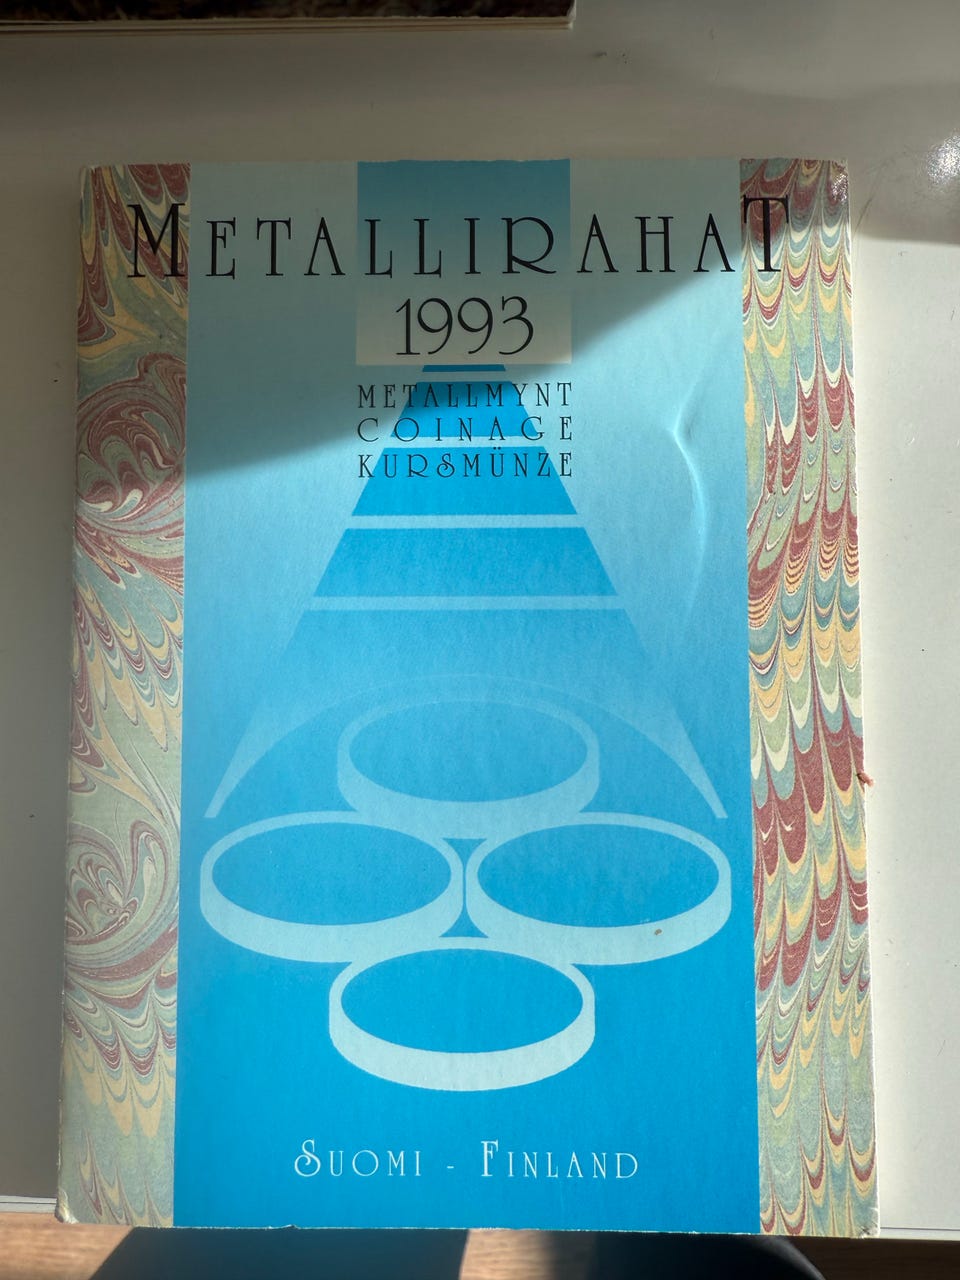 METALLIRAHAT
1993
METALLMYNT
COINAGE
KURSMÜNZE
SUOMI - FINLAND